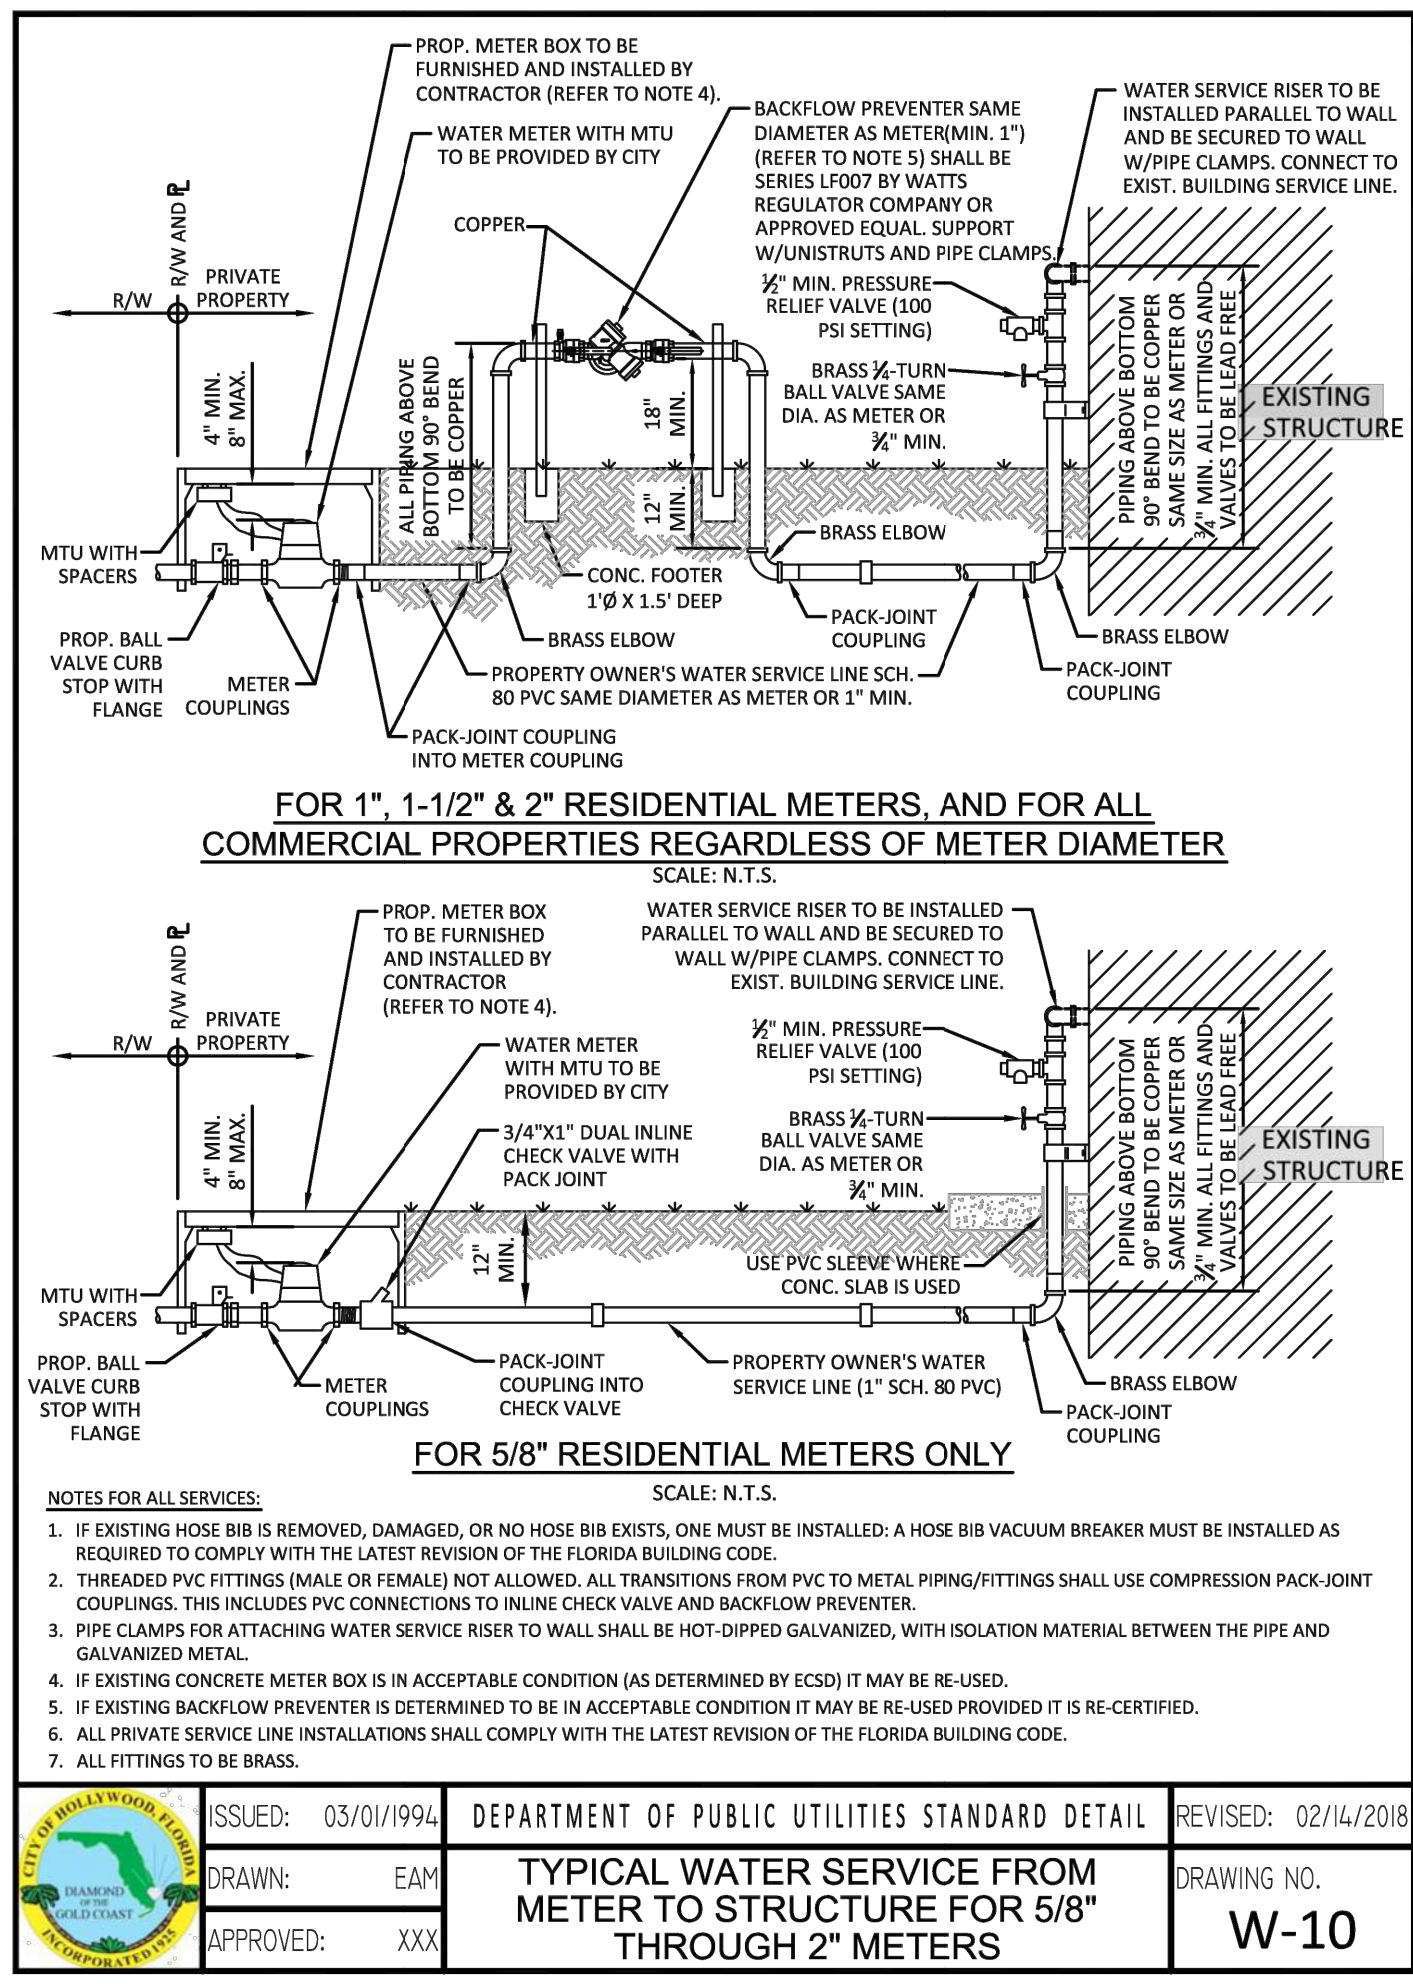 PROP. METER BOX TO BE
FURNISHED AND INSTALLED BY
CONTRACTOR (REFER TO NOTE 4).
WATER METER WITH MTU
TO BE PROVIDED BY CITY
COPPER
BACKFLOW PREVENTER SAME
DIAMETER AS METER(MIN. 1")
(REFER TO NOTE 5) SHALL BE
SERIES LF007 BY WATTS
REGULATOR COMPANY OR
APPROVED EQUAL. SUPPORT
W/UNISTRUTS AND PIPE CLAMPS.
WATER SERVICE RISER TO BE
INSTALLED PARALLEL TO WALL
AND BE SECURED TO WALL
W/PIPE CLAMPS. CONNECT TO
EXIST. BUILDING SERVICE LINE.
R/W AND PL
R/W
PRIVATE
PROPERTY
4" MIN.
8" MAX.
½" MIN. PRESSURE
RELIEF VALVE (100
PSI SETTING)
BRASS ¼-TURN
BALL VALVE SAME
DIA. AS METER OR
¾" MIN.
ALL PIPING ABOVE
BOTTOM 90° BEND
TO BE COPPER
18"
MIN.
12"
MIN.
PIPING ABOVE BOTTOM
90° BEND TO BE COPPER
SAME SIZE AS METER OR
¾" MIN. ALL FITTINGS AND
VALVES TO BE LEAD FREE
EXISTING
STRUCTURE
MTU WITH
SPACERS
PROP. BALL
VALVE CURB
STOP WITH
FLANGE
METER
COUPLINGS
CONC. FOOTER
1'Ø X 1.5' DEEP
BRASS ELBOW
BRASS ELBOW
PACK-JOINT
COUPLING
BRASS ELBOW
PACK-JOINT
COUPLING
PROPERTY OWNER'S WATER SERVICE LINE SCH.
80 PVC SAME DIAMETER AS METER OR 1" MIN.
PACK-JOINT COUPLING
INTO METER COUPLING
FOR 1", 1-1/2" & 2" RESIDENTIAL METERS, AND FOR ALL
COMMERCIAL PROPERTIES REGARDLESS OF METER DIAMETER
SCALE: N.T.S.
PROP. METER BOX
TO BE FURNISHED
AND INSTALLED BY
CONTRACTOR
(REFER TO NOTE 4).
WATER SERVICE RISER TO BE INSTALLED
PARALLEL TO WALL AND BE SECURED TO
WALL W/PIPE CLAMPS. CONNECT TO
EXIST. BUILDING SERVICE LINE.
R/W AND PL
R/W
PRIVATE
PROPERTY
4" MIN.
8" MAX.
WATER METER
WITH MTU TO BE
PROVIDED BY CITY
3/4"X1" DUAL INLINE
CHECK VALVE WITH
PACK JOINT
½" MIN. PRESSURE
RELIEF VALVE (100
PSI SETTING)
BRASS ¼-TURN
BALL VALVE SAME
DIA. AS METER OR
¾" MIN.
12"
MIN.
USE PVC SLEEVE WHERE
CONC. SLAB IS USED
PIPING ABOVE BOTTOM
90° BEND TO BE COPPER
SAME SIZE AS METER OR
¾" MIN. ALL FITTINGS AND
VALVES TO BE LEAD FREE
EXISTING
STRUCTURE
MTU WITH
SPACERS
PROP. BALL
VALVE CURB
STOP WITH
FLANGE
METER
COUPLINGS
PACK-JOINT
COUPLING INTO
CHECK VALVE
PROPERTY OWNER'S WATER
SERVICE LINE (1" SCH. 80 PVC)
BRASS ELBOW
PACK-JOINT
COUPLING
FOR 5/8" RESIDENTIAL METERS ONLY
SCALE: N.T.S.
NOTES FOR ALL SERVICES:
1. IF EXISTING HOSE BIB IS REMOVED, DAMAGED, OR NO HOSE BIB EXISTS, ONE MUST BE INSTALLED: A HOSE BIB VACUUM BREAKER MUST BE INSTALLED AS
REQUIRED TO COMPLY WITH THE LATEST REVISION OF THE FLORIDA BUILDING CODE.
2. THREADED PVC FITTINGS (MALE OR FEMALE) NOT ALLOWED. ALL TRANSITIONS FROM PVC TO METAL PIPING/FITTINGS SHALL USE COMPRESSION PACK-JOINT
COUPLINGS. THIS INCLUDES PVC CONNECTIONS TO INLINE CHECK VALVE AND BACKFLOW PREVENTER.
3. PIPE CLAMPS FOR ATTACHING WATER SERVICE RISER TO WALL SHALL BE HOT-DIPPED GALVANIZED, WITH ISOLATION MATERIAL BETWEEN THE PIPE AND
GALVANIZED METAL.
4. IF EXISTING CONCRETE METER BOX IS IN ACCEPTABLE CONDITION (AS DETERMINED BY ECSD) IT MAY BE RE-USED.
5. IF EXISTING BACKFLOW PREVENTER IS DETERMINED TO BE IN ACCEPTABLE CONDITION IT MAY BE RE-USED PROVIDED IT IS RE-CERTIFIED.
6. ALL PRIVATE SERVICE LINE INSTALLATIONS SHALL COMPLY WITH THE LATEST REVISION OF THE FLORIDA BUILDING CODE.
7. ALL FITTINGS TO BE BRASS.
CITY OF HOLLYWOOD, FLORIDA
DIAMOND
OF THE
GOLD COAST
INCORPORATED 1925
ISSUED: 03/01/1994
DRAWN: EAM
APPROVED: XXX
DEPARTMENT OF PUBLIC UTILITIES STANDARD DETAIL
TYPICAL WATER SERVICE FROM
METER TO STRUCTURE FOR 5/8"
THROUGH 2" METERS
REVISED: 02/14/2018
DRAWING NO.
W-10